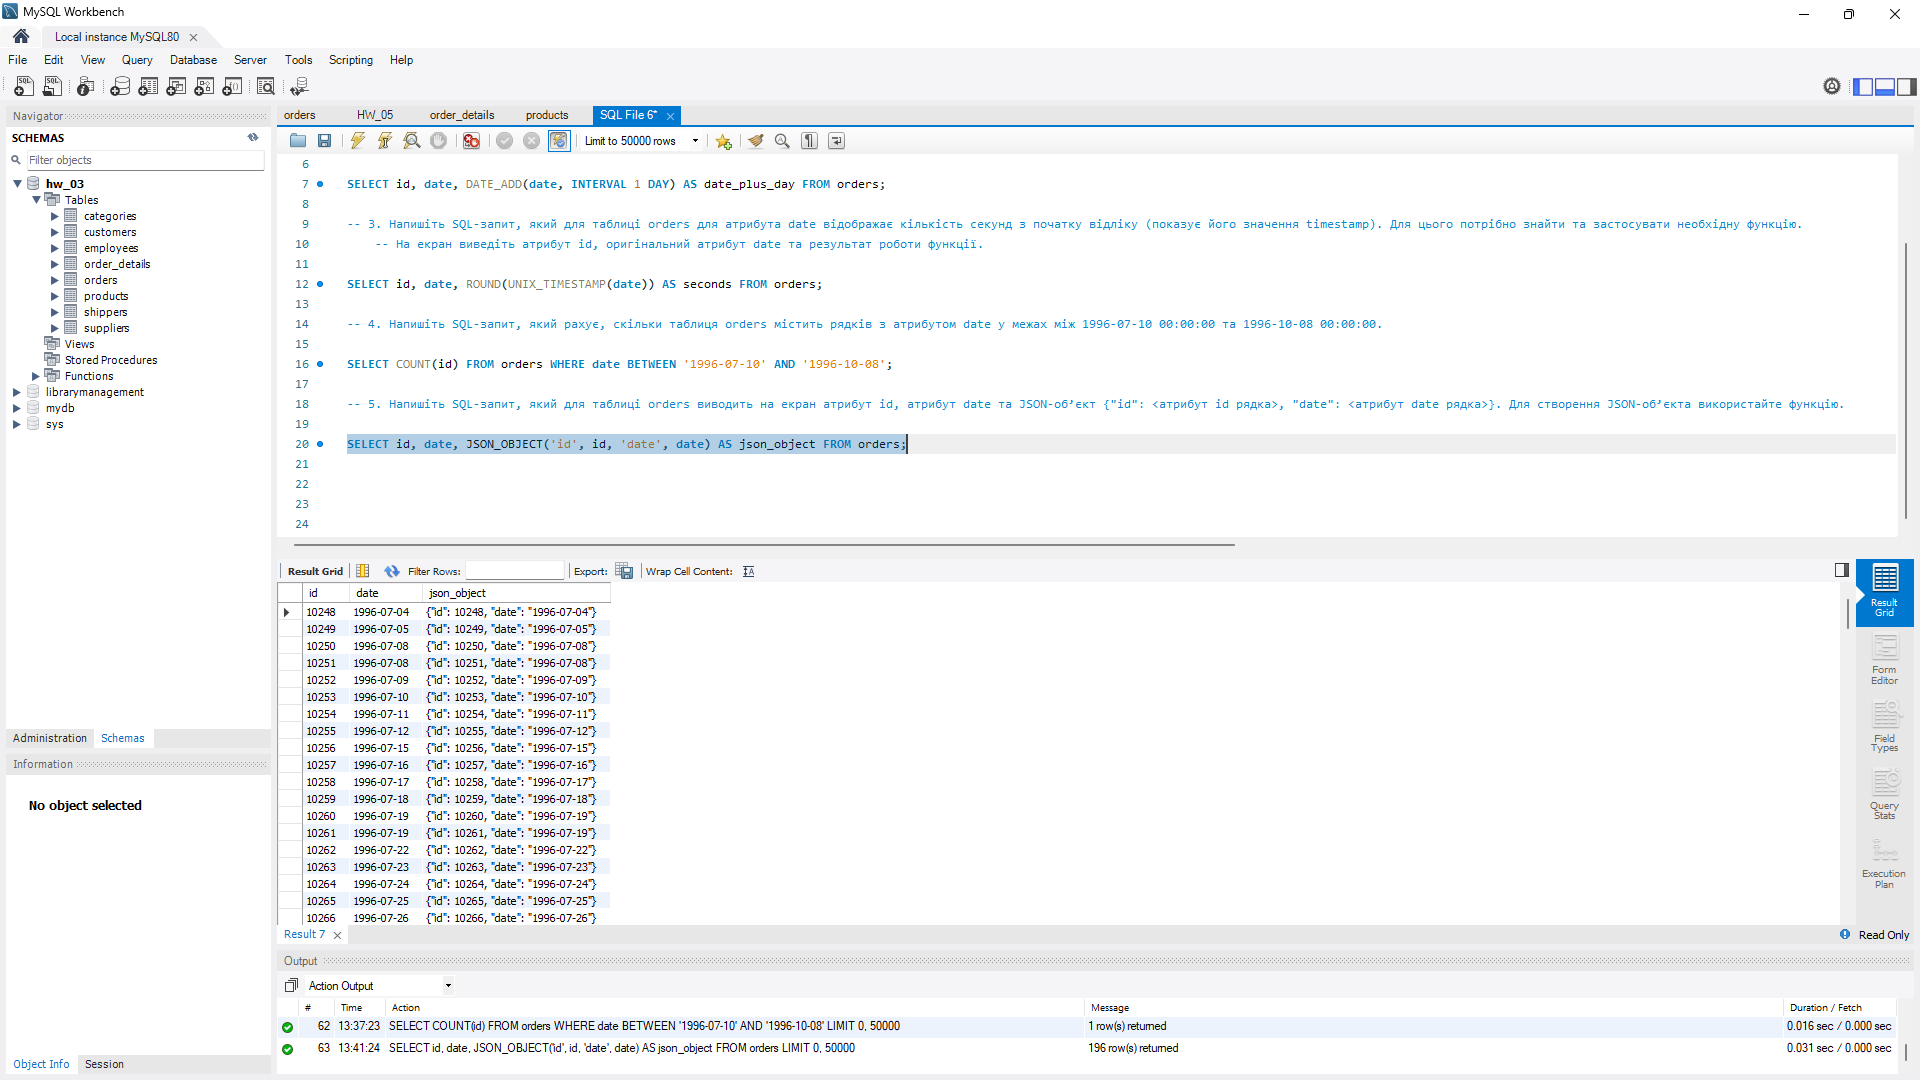 MySQL Workbench
Local instance MySQL80
File Edit View Query Database Server Tools Scripting Help
Navigator
SCHEMAS
Filter objects
hw_03
Tables
categories
customers
employees
order_details
orders
products
shippers
suppliers
Views
Stored Procedures
Functions
librarymanagement
mydb
sys
Administration Schemas
Information
No object selected
Object Info Session
orders HW_05 order_details products SQL File 6*
Limit to 50000 rows
6
7 SELECT id, date, DATE_ADD(date, INTERVAL 1 DAY) AS date_plus_day FROM orders;
8
9 -- 3. Напишіть SQL-запит, який для таблиці orders для атрибута date відображає кількість секунд з початку відліку (показує його значення timestamp). Для цього потрібно знайти та застосувати необхідну функцію.
10 -- На екран виведіть атрибут id, оригінальний атрибут date та результат роботи функції.
11
12 SELECT id, date, ROUND(UNIX_TIMESTAMP(date)) AS seconds FROM orders;
13
14 -- 4. Напишіть SQL-запит, який рахує, скільки таблиця orders містить рядків з атрибутом date у межах між 1996-07-10 00:00:00 та 1996-10-08 00:00:00.
15
16 SELECT COUNT(id) FROM orders WHERE date BETWEEN '1996-07-10' AND '1996-10-08';
17
18 -- 5. Напишіть SQL-запит, який для таблиці orders виводить на екран атрибут id, атрибут date та JSON-об’єкт {"id": <атрибут id рядка>, "date": <атрибут date рядка>}. Для створення JSON-об’єкта використайте функцію.
19
20 SELECT id, date, JSON_OBJECT('id', id, 'date', date) AS json_object FROM orders;
21
22
23
24
Result Grid Filter Rows: Export: Wrap Cell Content:
id date json_object
10248 1996-07-04 {"id": 10248, "date": "1996-07-04"}
10249 1996-07-05 {"id": 10249, "date": "1996-07-05"}
10250 1996-07-08 {"id": 10250, "date": "1996-07-08"}
10251 1996-07-08 {"id": 10251, "date": "1996-07-08"}
10252 1996-07-09 {"id": 10252, "date": "1996-07-09"}
10253 1996-07-10 {"id": 10253, "date": "1996-07-10"}
10254 1996-07-11 {"id": 10254, "date": "1996-07-11"}
10255 1996-07-12 {"id": 10255, "date": "1996-07-12"}
10256 1996-07-15 {"id": 10256, "date": "1996-07-15"}
10257 1996-07-16 {"id": 10257, "date": "1996-07-16"}
10258 1996-07-17 {"id": 10258, "date": "1996-07-17"}
10259 1996-07-18 {"id": 10259, "date": "1996-07-18"}
10260 1996-07-19 {"id": 10260, "date": "1996-07-19"}
10261 1996-07-19 {"id": 10261, "date": "1996-07-19"}
10262 1996-07-22 {"id": 10262, "date": "1996-07-22"}
10263 1996-07-23 {"id": 10263, "date": "1996-07-23"}
10264 1996-07-24 {"id": 10264, "date": "1996-07-24"}
10265 1996-07-25 {"id": 10265, "date": "1996-07-25"}
10266 1996-07-26 {"id": 10266, "date": "1996-07-26"}
Result
Grid
Form
Editor
Field
Types
Query
Stats
Execution
Plan
Result 7 Read Only
Output
Action Output
# Time Action Message Duration / Fetch
62 13:37:23 SELECT COUNT(id) FROM orders WHERE date BETWEEN '1996-07-10' AND '1996-10-08' LIMIT 0, 50000 1 row(s) returned 0.016 sec / 0.000 sec
63 13:41:24 SELECT id, date, JSON_OBJECT('id', id, 'date', date) AS json_object FROM orders LIMIT 0, 50000 196 row(s) returned 0.031 sec / 0.000 sec